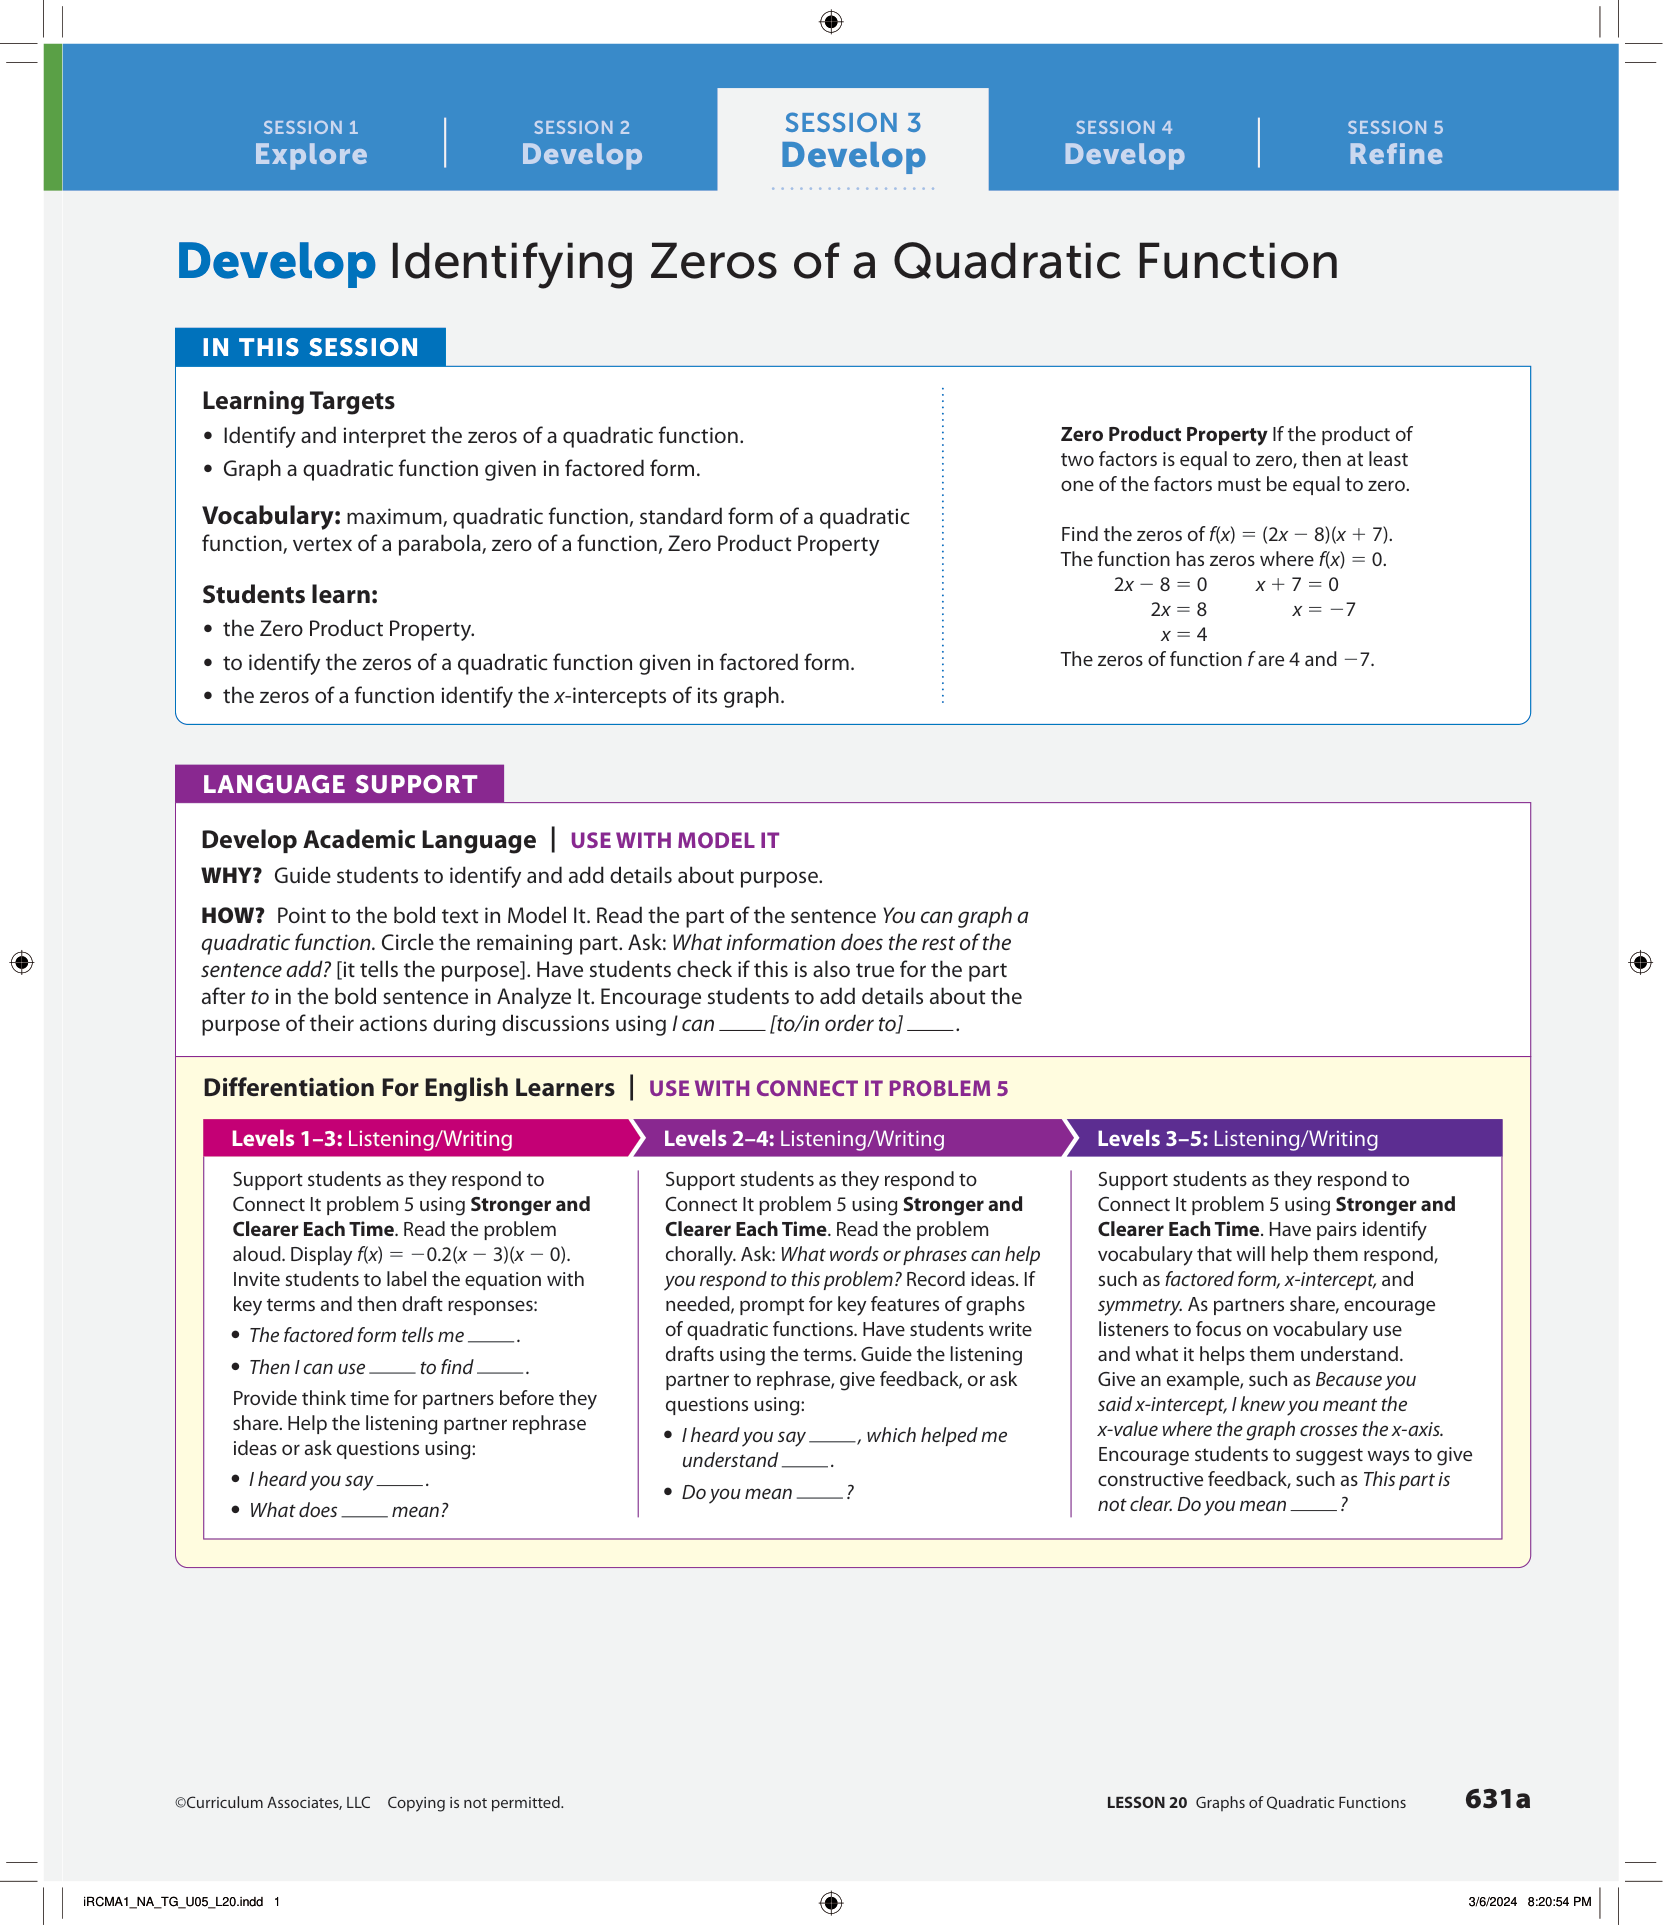 SESSION 1
Explore
SESSION 2
Develop
SESSION 3
Develop
SESSION 4
Develop
SESSION 5
Refine
Develop Identifying Zeros of a Quadratic Function
IN THIS SESSION
Learning Targets
• Identify and interpret the zeros of a quadratic function.
• Graph a quadratic function given in factored form.
Vocabulary: maximum, quadratic function, standard form of a quadratic
function, vertex of a parabola, zero of a function, Zero Product Property
Students learn:
• the Zero Product Property.
• to identify the zeros of a quadratic function given in factored form.
• the zeros of a function identify the x-intercepts of its graph.
Zero Product Property If the product of
two factors is equal to zero, then at least
one of the factors must be equal to zero.
Find the zeros of f(x) = (2x − 8)(x + 7).
The function has zeros where f(x) = 0.
2x − 8 = 0 x + 7 = 0
2x = 8 x = −7
x = 4
The zeros of function f are 4 and −7.
LANGUAGE SUPPORT
Develop Academic Language | USE WITH MODEL IT
WHY? Guide students to identify and add details about purpose.
HOW? Point to the bold text in Model It. Read the part of the sentence You can graph a
quadratic function. Circle the remaining part. Ask: What information does the rest of the
sentence add? [it tells the purpose]. Have students check if this is also true for the part
after to in the bold sentence in Analyze It. Encourage students to add details about the
purpose of their actions during discussions using I can ____ [to/in order to] ____.
Differentiation For English Learners | USE WITH CONNECT IT PROBLEM 5
Levels 1–3: Listening/Writing
Support students as they respond to
Connect It problem 5 using Stronger and
Clearer Each Time. Read the problem
aloud. Display f(x) = −0.2(x − 3)(x − 0).
Invite students to label the equation with
key terms and then draft responses:
• The factored form tells me ____.
• Then I can use ____ to find ____.
Provide think time for partners before they
share. Help the listening partner rephrase
ideas or ask questions using:
• I heard you say ____.
• What does ____ mean?
Levels 2–4: Listening/Writing
Support students as they respond to
Connect It problem 5 using Stronger and
Clearer Each Time. Read the problem
chorally. Ask: What words or phrases can help
you respond to this problem? Record ideas. If
needed, prompt for key features of graphs
of quadratic functions. Have students write
drafts using the terms. Guide the listening
partner to rephrase, give feedback, or ask
questions using:
• I heard you say ____, which helped me
understand ____.
• Do you mean ____?
Levels 3–5: Listening/Writing
Support students as they respond to
Connect It problem 5 using Stronger and
Clearer Each Time. Have pairs identify
vocabulary that will help them respond,
such as factored form, x-intercept, and
symmetry. As partners share, encourage
listeners to focus on vocabulary use
and what it helps them understand.
Give an example, such as Because you
said x-intercept, I knew you meant the
x-value where the graph crosses the x-axis.
Encourage students to suggest ways to give
constructive feedback, such as This part is
not clear. Do you mean ____?
©Curriculum Associates, LLC Copying is not permitted.
LESSON 20 Graphs of Quadratic Functions 631a
iRCMA1_NA_TG_U05_L20.indd 1
3/6/2024 8:20:54 PM